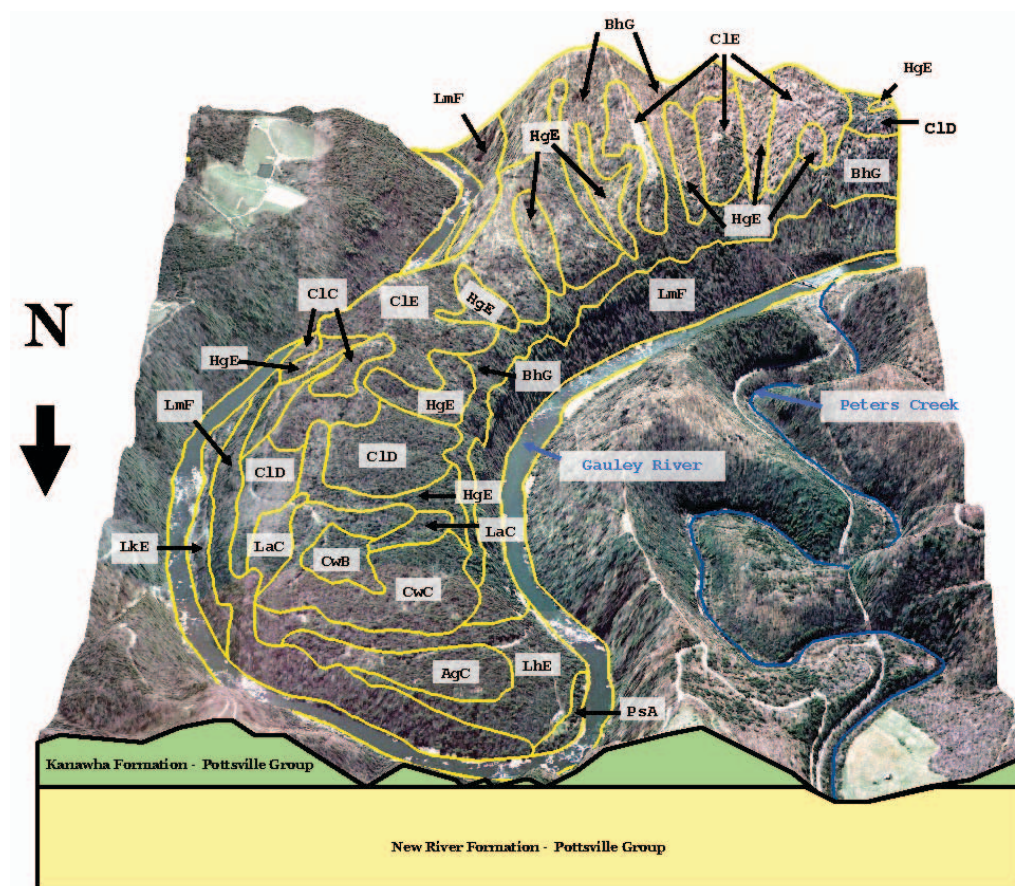 BhG
ClE
HgE
LmF
ClD
HgE
BhG
HgE
LmF
ClC
ClE
HgE
N
HgE
BhG
Peters Creek
LmF
HgE
ClD
ClD
Gauley River
HgE
LaC
LkE
LaC
CwB
CwC
AgC
LhE
PsA
Kanawha Formation - Pottsville Group
New River Formation - Pottsville Group